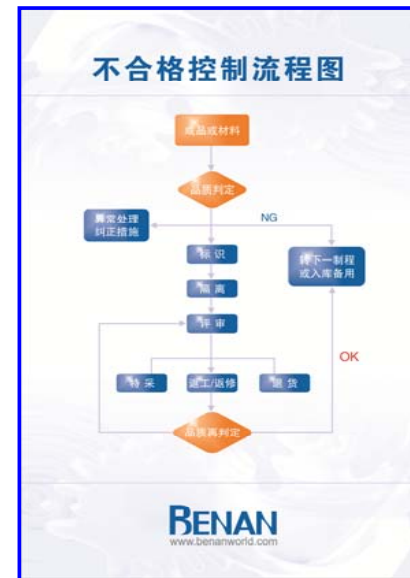 不合格控制流程图
成品或材料
品质判定
异常处理
纠正措施
NG
标识
转下一制程
或入库备用
隔离
评审
OK
特采
返工/返修
退货
品质再判定
BENAN
www.benanworld.com